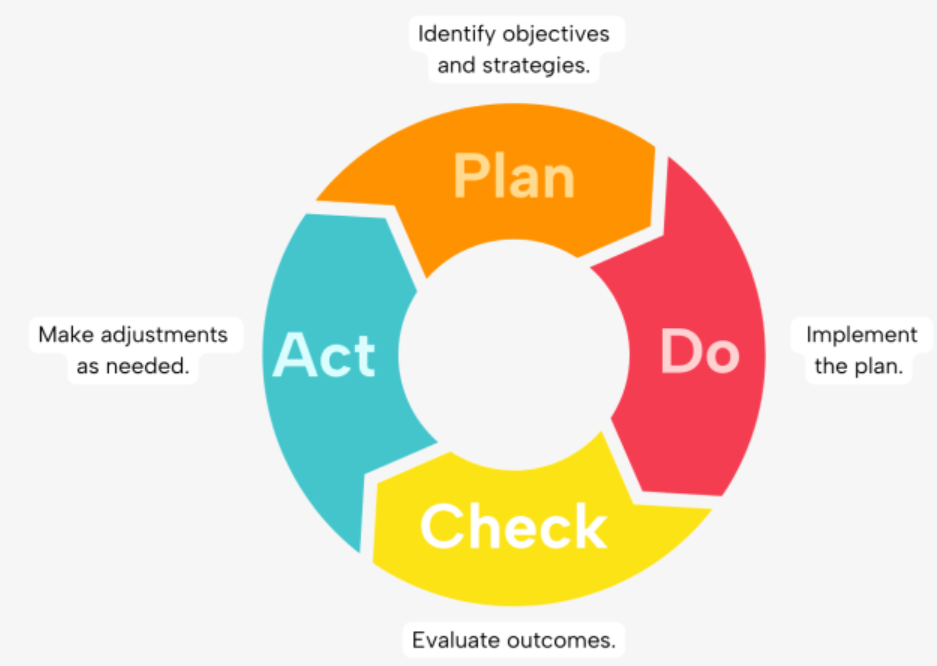 Identify objectives
and strategies.
Plan
Do
Implement
the plan.
Check
Evaluate outcomes.
Act
Make adjustments
as needed.